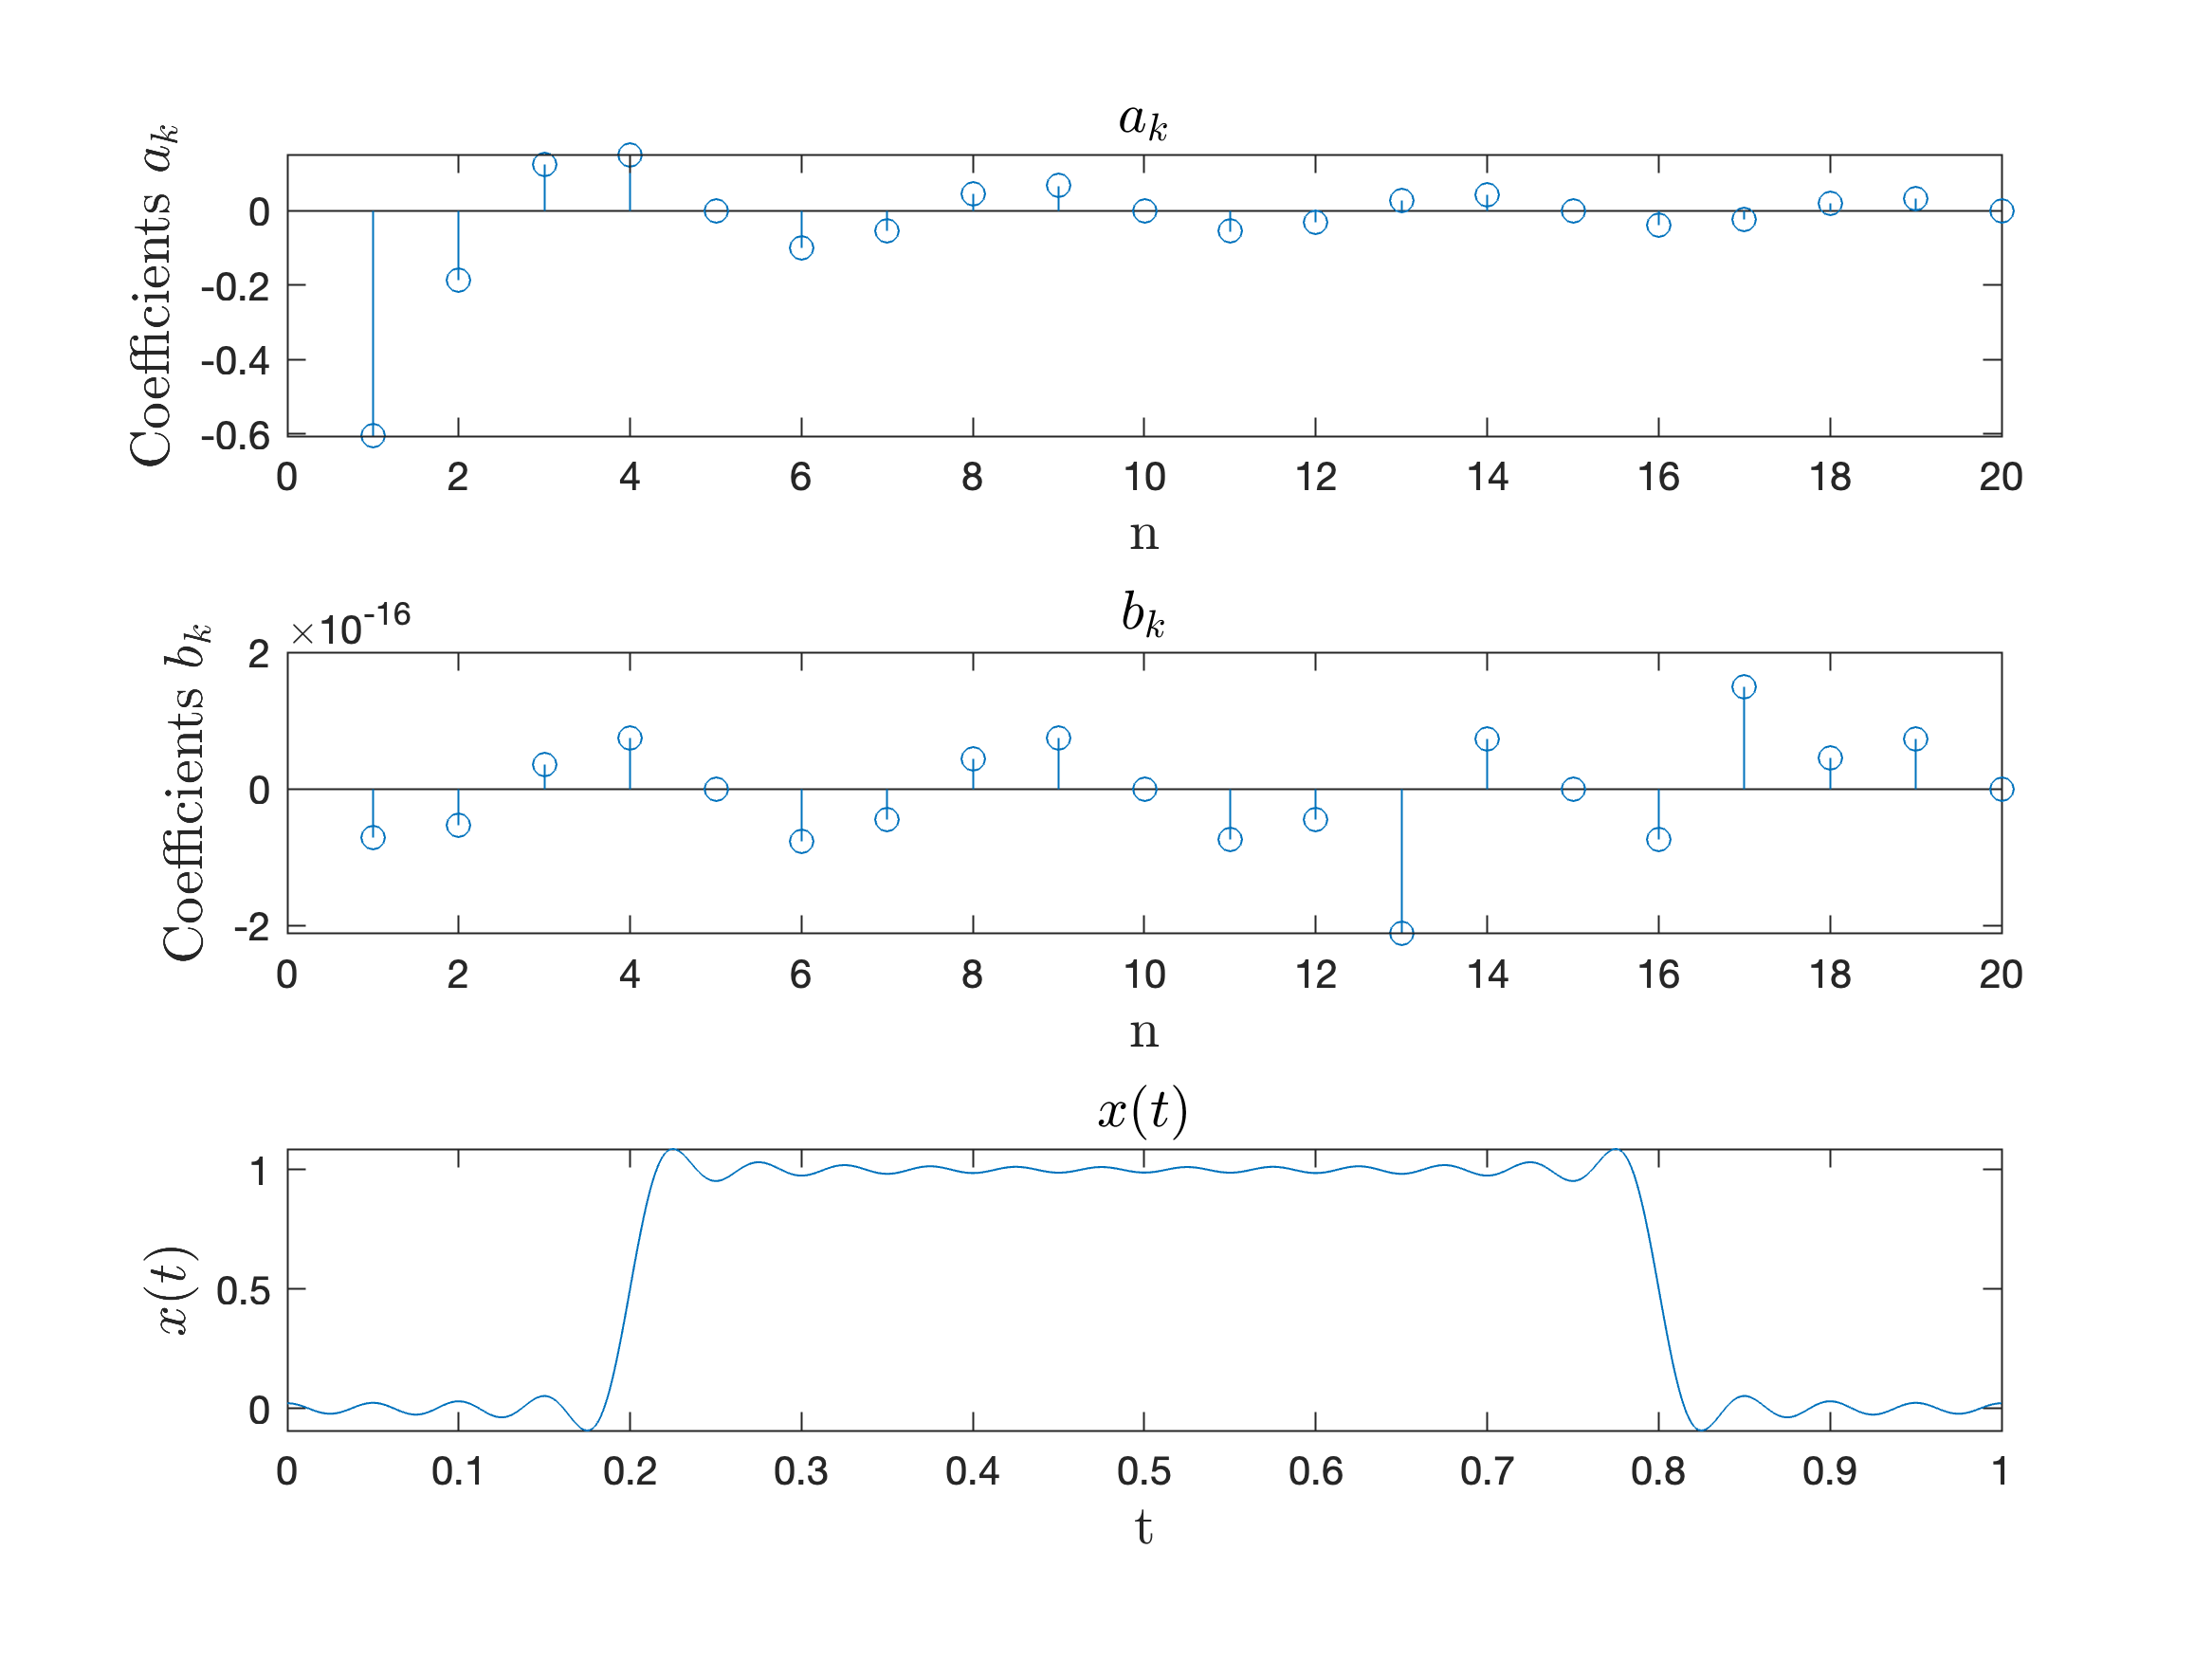 a_k
Coefficients a_k
0
-0.2
-0.4
-0.6
0 2 4 6 8 10 12 14 16 18 20
n
b_k
×10^-16
Coefficients b_k
2
0
-2
0 2 4 6 8 10 12 14 16 18 20
n
x(t)
x(t)
1
0.5
0
0 0.1 0.2 0.3 0.4 0.5 0.6 0.7 0.8 0.9 1
t